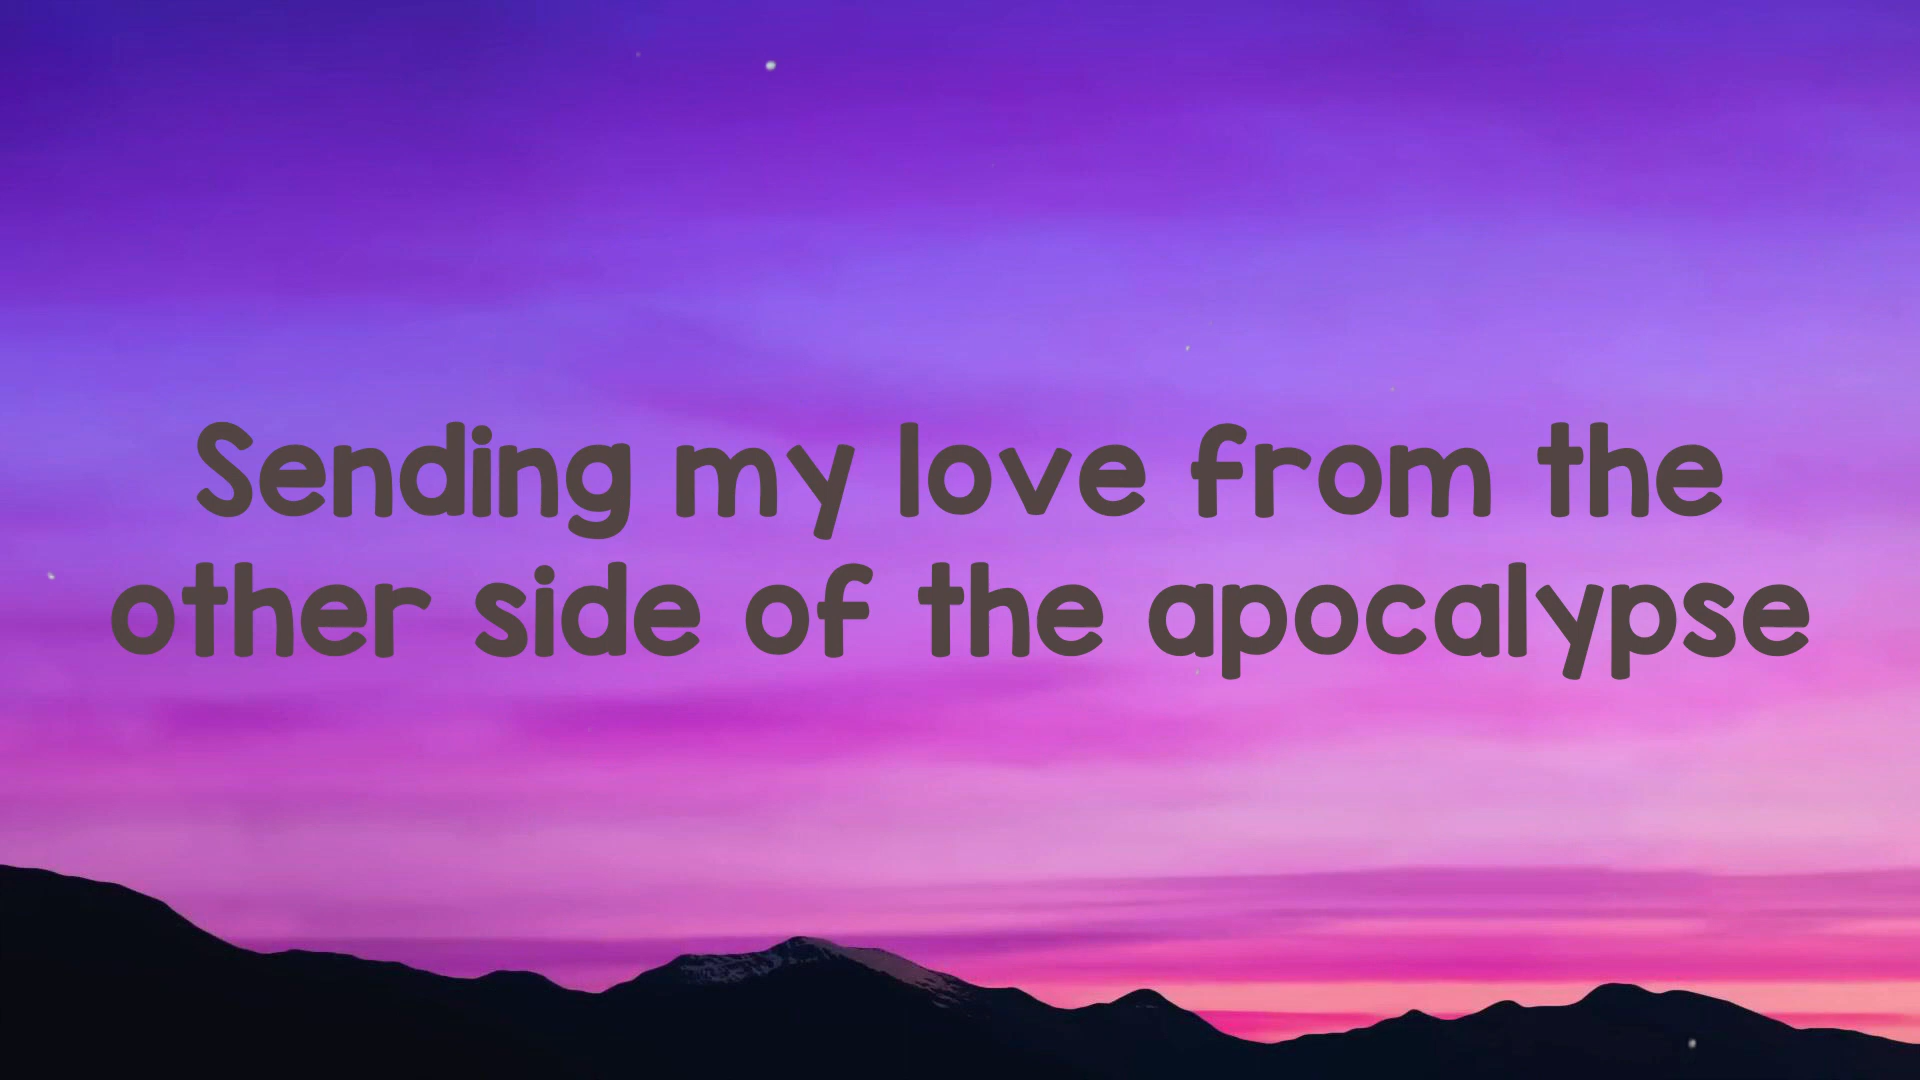 Sending my love from the
other side of the apocalypse